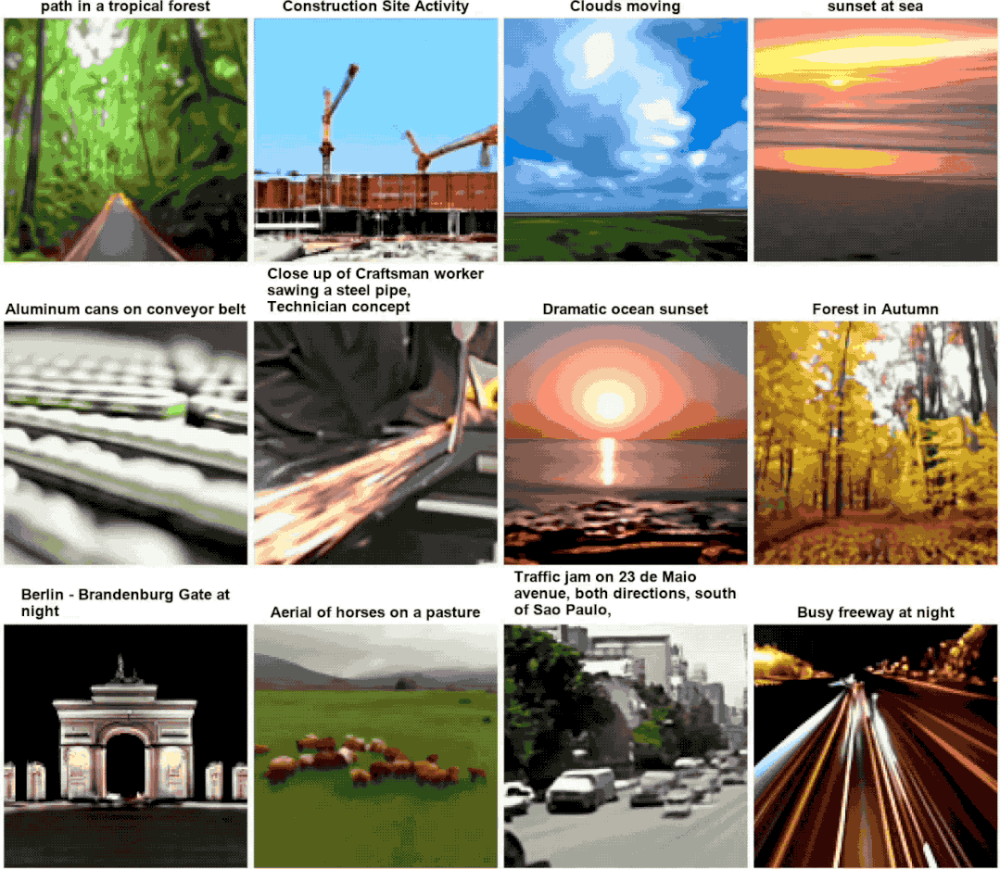 path in a tropical forest
Construction Site Activity
Clouds moving
sunset at sea
Aluminum cans on conveyor belt
Close up of Craftsman worker
sawing a steel pipe,
Technician concept
Dramatic ocean sunset
Forest in Autumn
Berlin - Brandenburg Gate at
night
Aerial of horses on a pasture
Traffic jam on 23 de Maio
avenue, both directions, south
of Sao Paulo,
Busy freeway at night